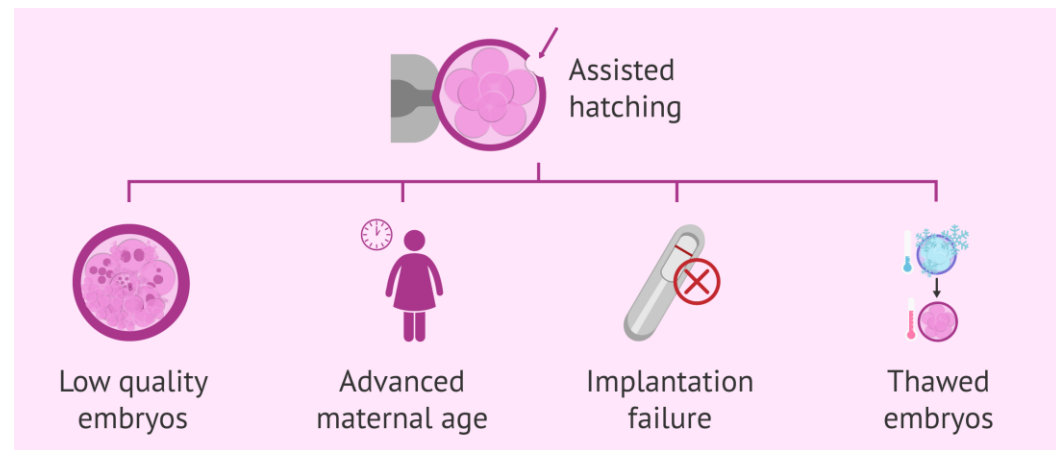 Assisted
hatching
Low quality
embryos
Advanced
maternal age
Implantation
failure
Thawed
embryos